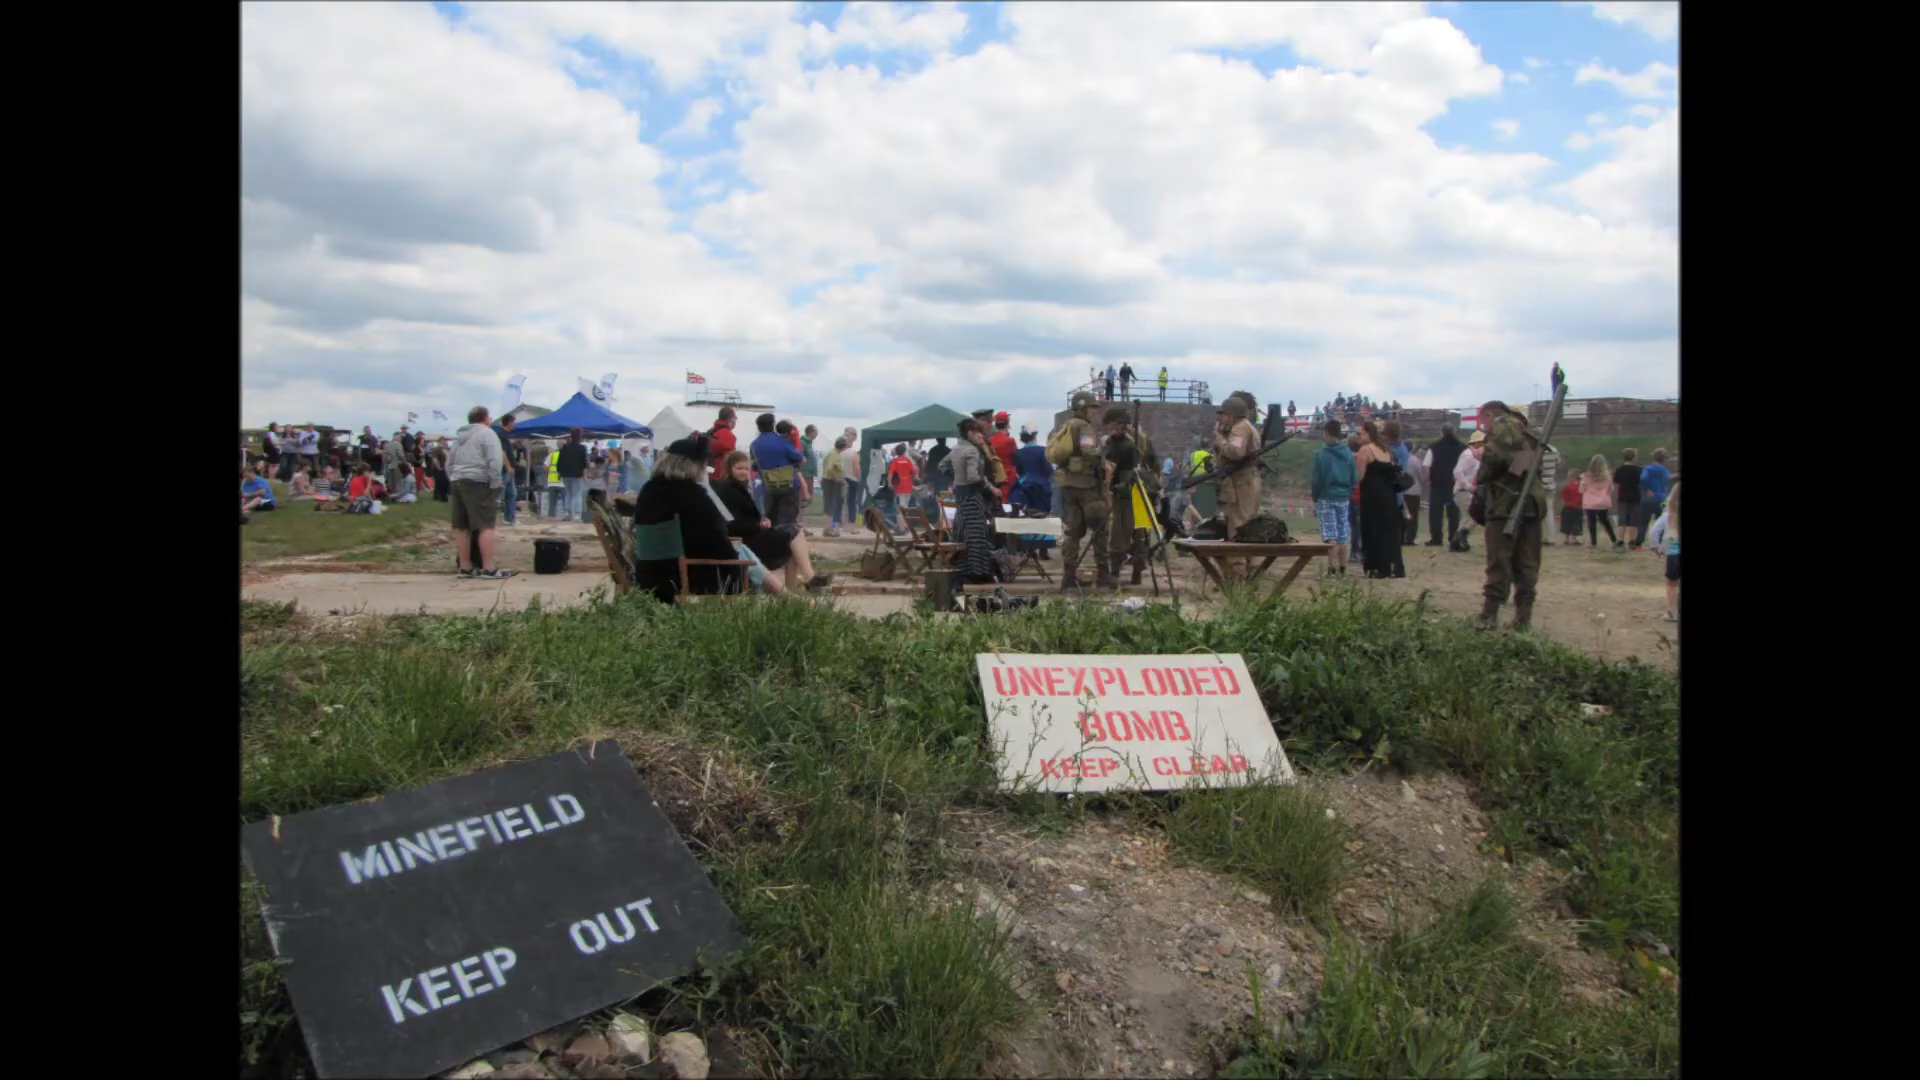 UNEXPLODED
BOMB
KEEP CLEAR
MINEFIELD
KEEP OUT